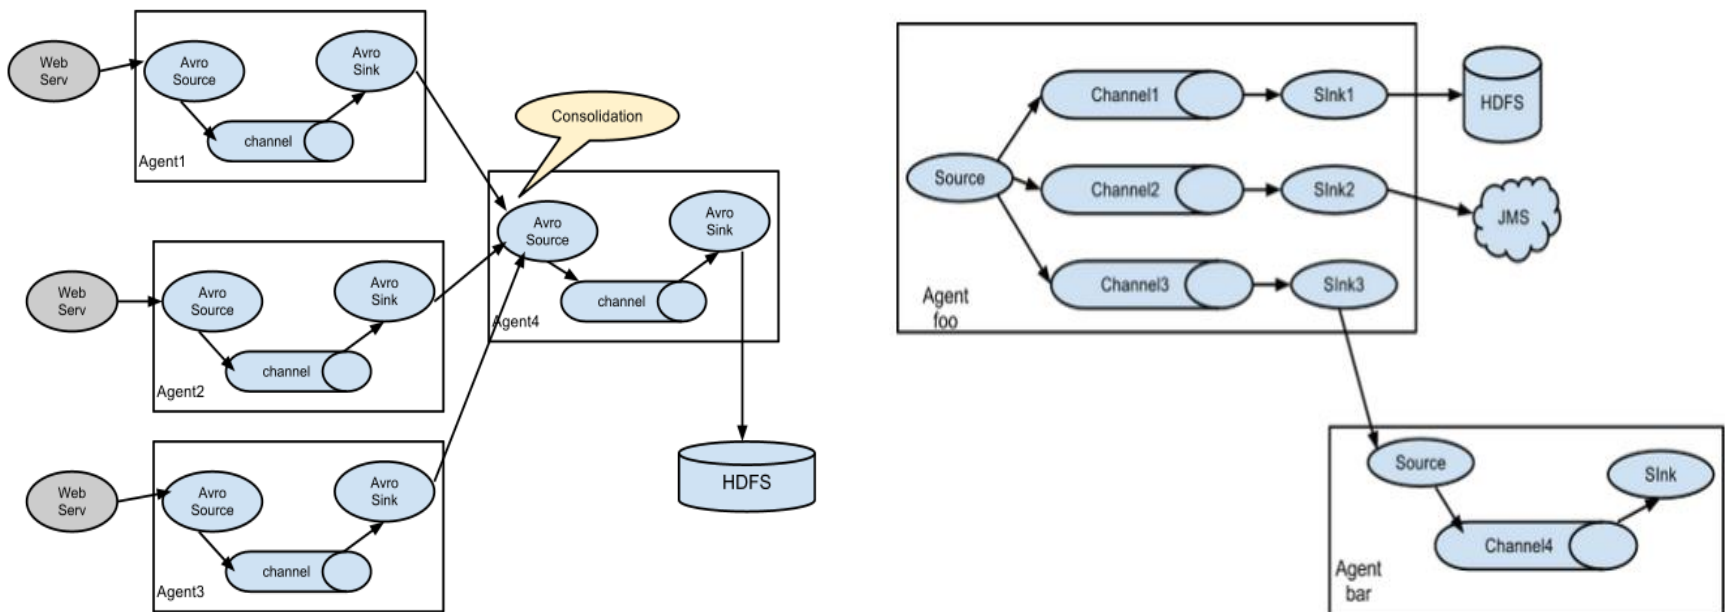 Web
Serv
Avro
Source
Avro
Sink
channel
Agent1
Web
Serv
Avro
Source
Avro
Sink
channel
Agent2
Web
Serv
Avro
Source
Avro
Sink
channel
Agent3
Consolidation
Avro
Source
Avro
Sink
channel
Agent4
HDFS
Source
Channel1
SInk1
HDFS
Channel2
SInk2
JMS
Channel3
SInk3
Agent
foo
Source
SInk
Channel4
Agent
bar